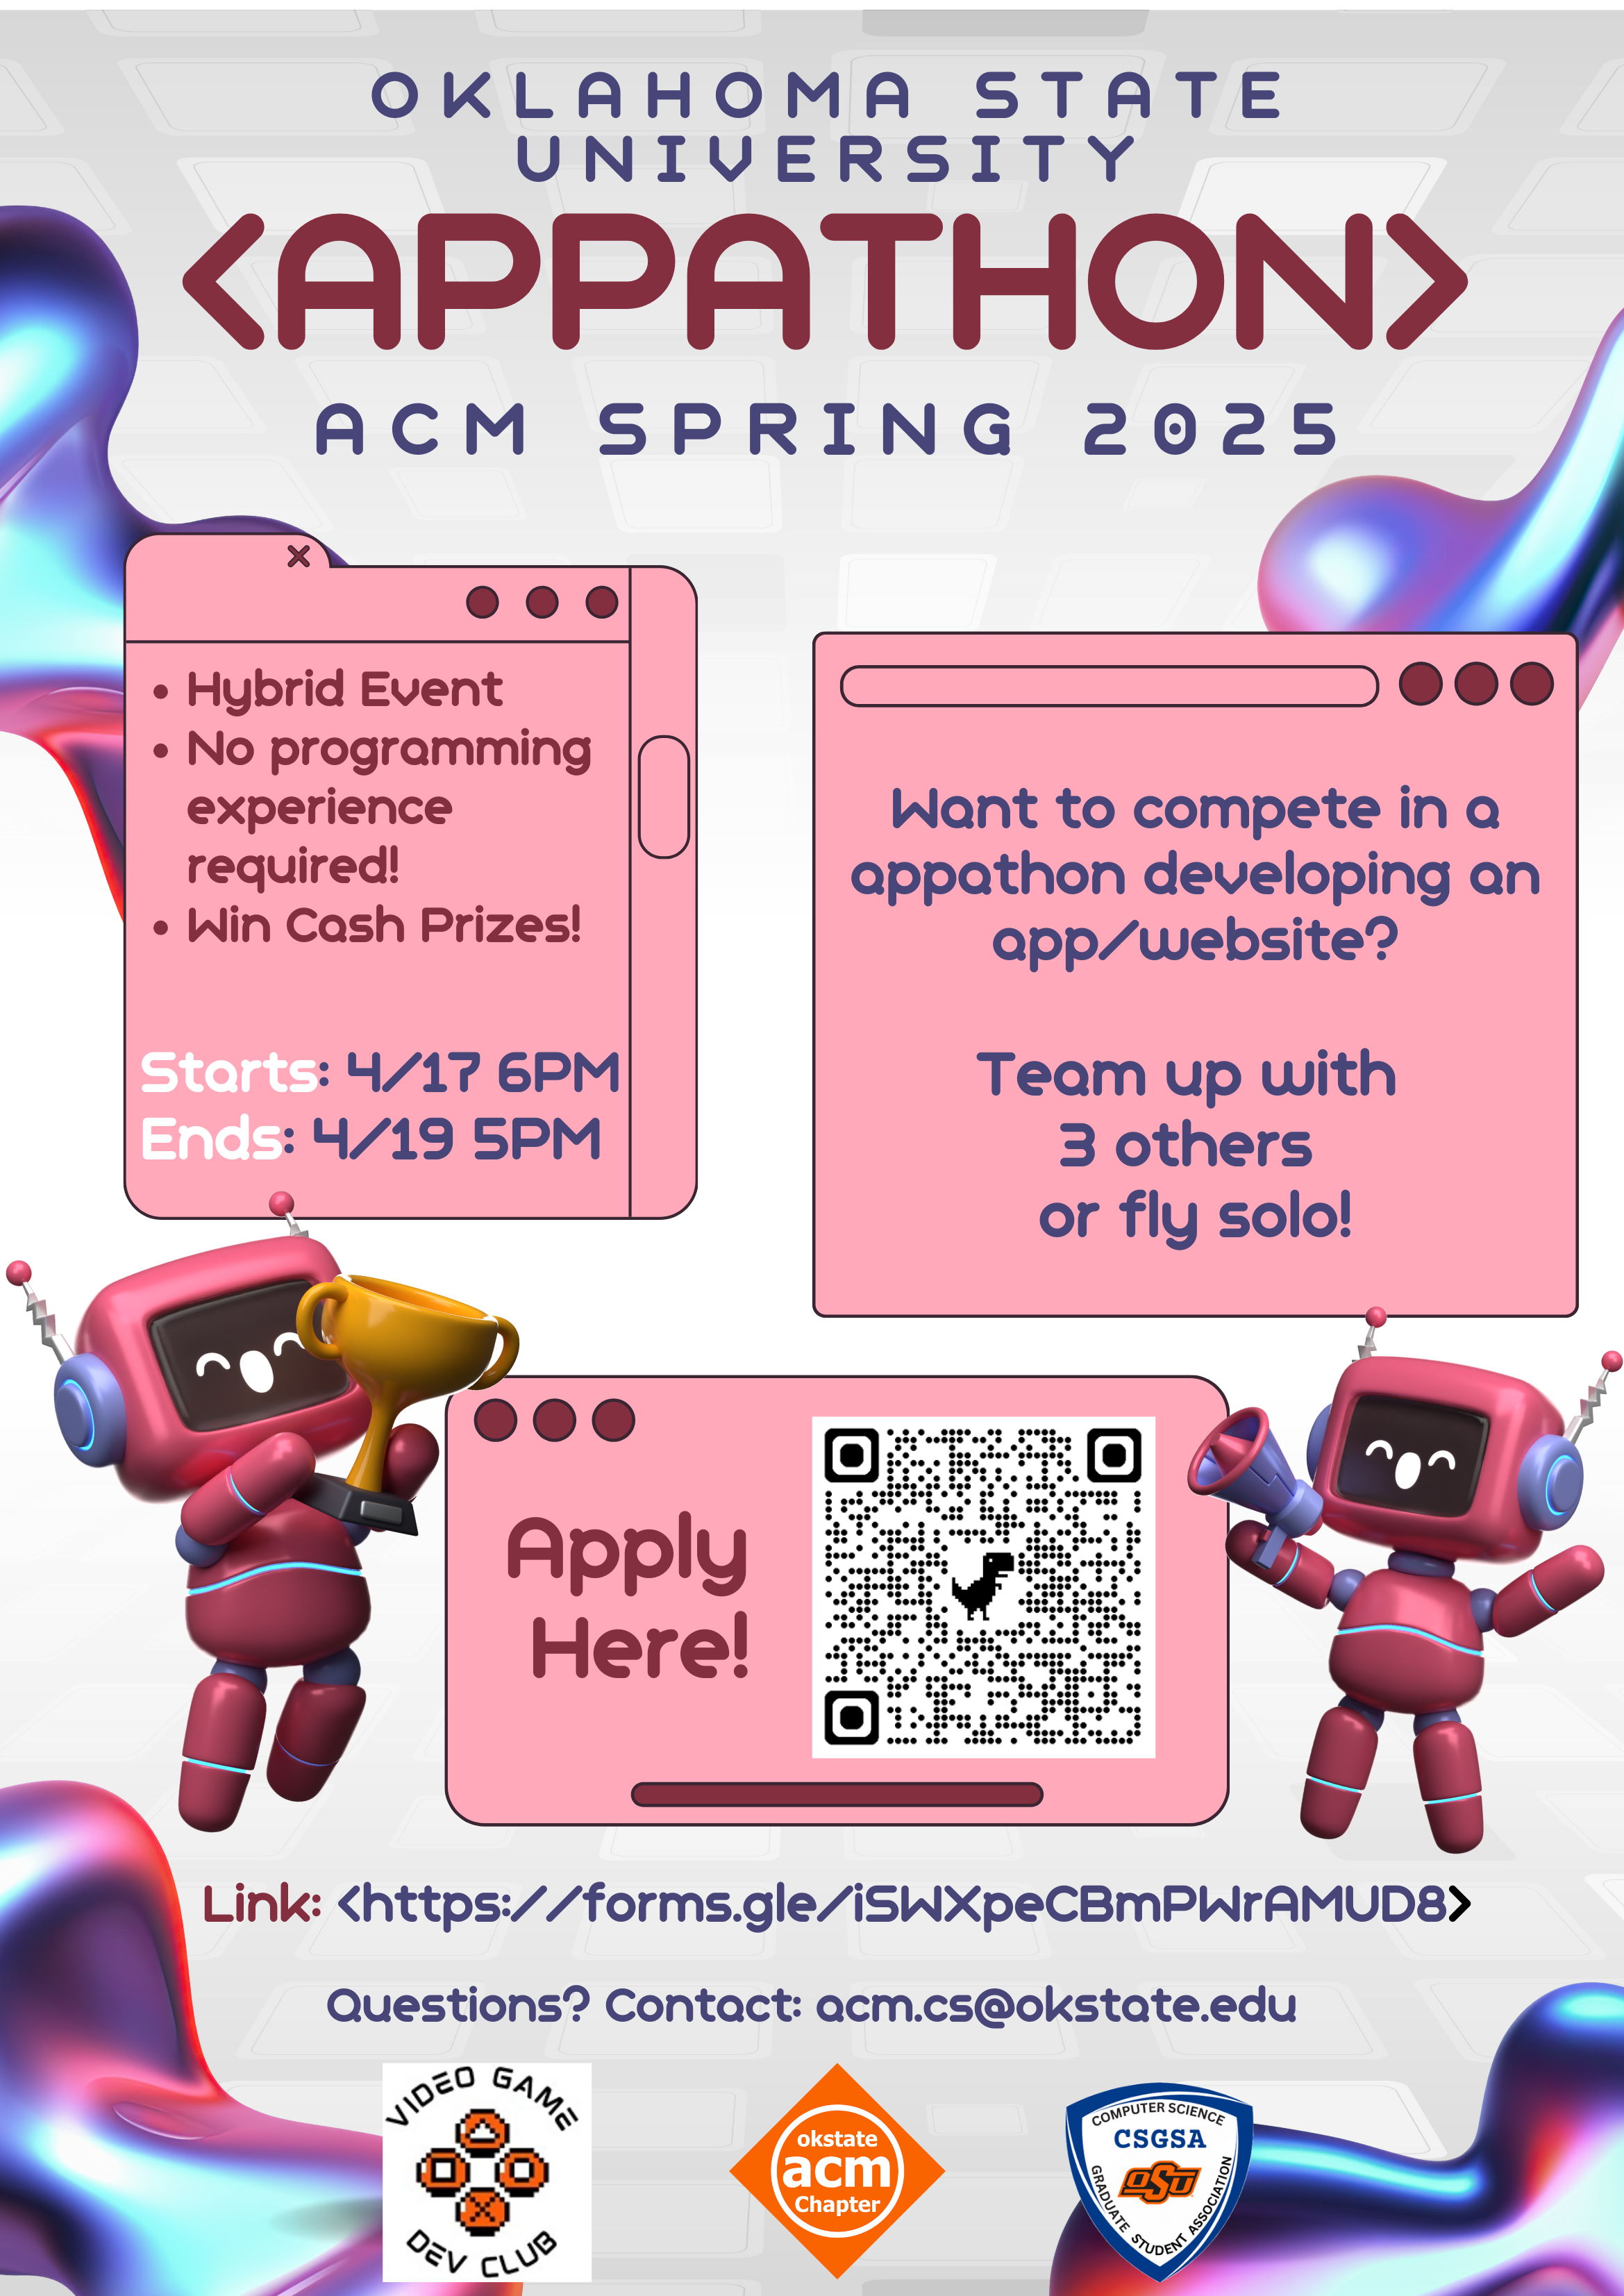 OKLAHOMA STATE
UNIVERSITY
<APPATHON>
ACM SPRING 2025
• Hybrid Event
• No programming
experience
required!
• Win Cash Prizes!
Starts: 4/17 6PM
Ends: 4/19 5PM
Want to compete in a
appathon developing an
app/website?
Team up with
3 others
or fly solo!
Apply
Here!
Link: <https://forms.gle/iSWXpeCBmPWrAMUD8>
Questions? Contact: acm.cs@okstate.edu
VIDEO GAME
DEV CLUB
okstate
acm
Chapter
COMPUTER SCIENCE
CSGSA
OSU
GRADUATE STUDENT ASSOCIATION